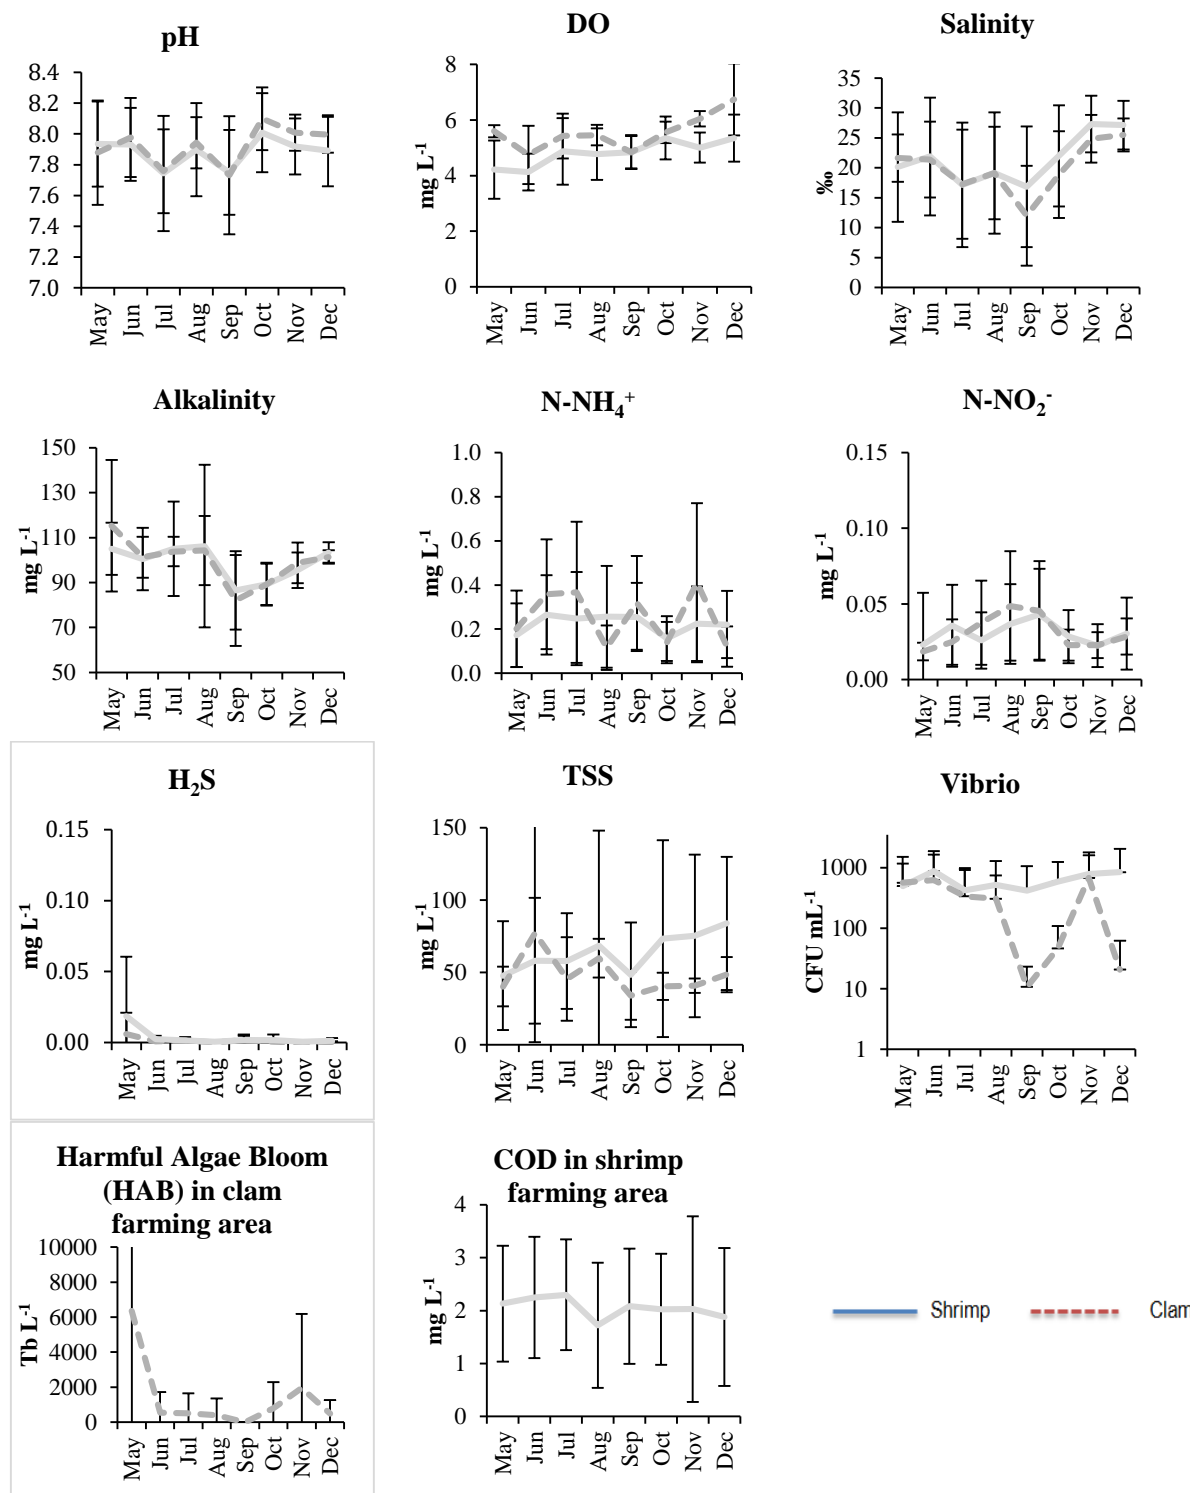 pH
8.4
8.2
8.0
7.8
7.6
7.4
7.2
7.0
May
Jun
Jul
Aug
Sep
Oct
Nov
Dec
DO
mg L-1
8
6
4
2
0
May
Jun
Jul
Aug
Sep
Oct
Nov
Dec
Salinity
‰
35
30
25
20
15
10
5
0
May
Jun
Jul
Aug
Sep
Oct
Nov
Dec
Alkalinity
mg L-1
150
130
110
90
70
50
May
Jun
Jul
Aug
Sep
Oct
Nov
Dec
N-NH4+
mg L-1
1.0
0.8
0.6
0.4
0.2
0.0
May
Jun
Jul
Aug
Sep
Oct
Nov
Dec
N-NO2-
mg L-1
0.15
0.10
0.05
0.00
May
Jun
Jul
Aug
Sep
Oct
Nov
Dec
H2S
mg L-1
0.15
0.10
0.05
0.00
May
Jun
Jul
Aug
Sep
Oct
Nov
Dec
TSS
mg L-1
150
100
50
0
May
Jun
Jul
Aug
Sep
Oct
Nov
Dec
Vibrio
CFU mL-1
1000
100
10
1
May
Jun
Jul
Aug
Sep
Oct
Nov
Dec
Harmful Algae Bloom
(HAB) in clam
farming area
Tb L-1
10000
8000
6000
4000
2000
0
May
Jun
Jul
Aug
Sep
Oct
Nov
Dec
COD in shrimp
farming area
mg L-1
4
3
2
1
0
May
Jun
Jul
Aug
Sep
Oct
Nov
Dec
Shrimp
Clam